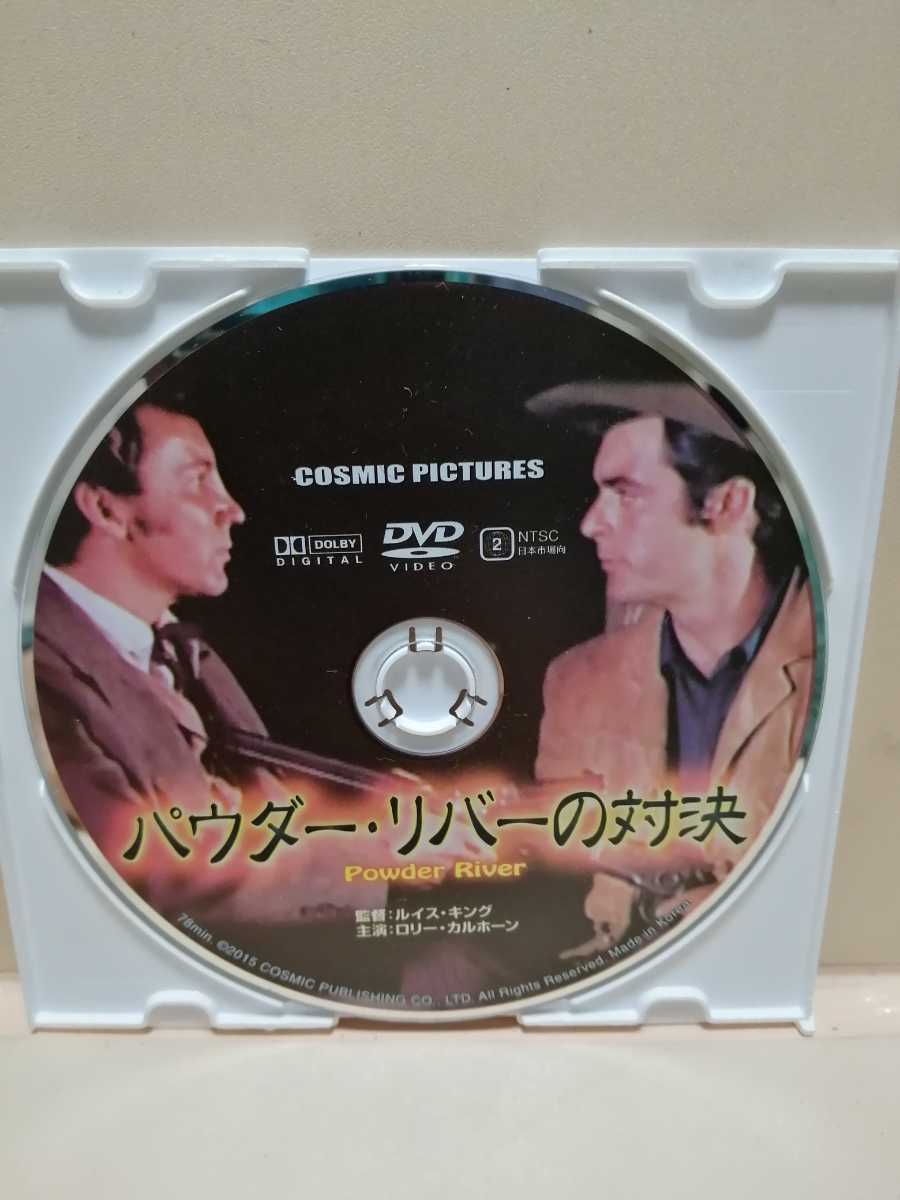 COSMIC PICTURES
DOLBY
DIGITAL
DVD
VIDEO
2
NTSC
日本市場向
パウダー・リバーの対決
Powder River
監督:ルイス・キング
主演:ロリー・カルホーン
78min. ©2015 COSMIC PUBLISHING CO., LTD. All Rights Reserved. Made in Korea